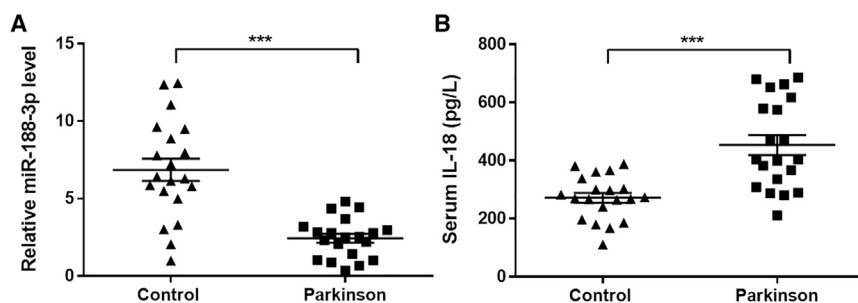 A
Relative miR-188-3p level
15
10
5
0
***
Control
Parkinson
B
Serum IL-18 (pg/L)
800
600
400
200
0
***
Control
Parkinson